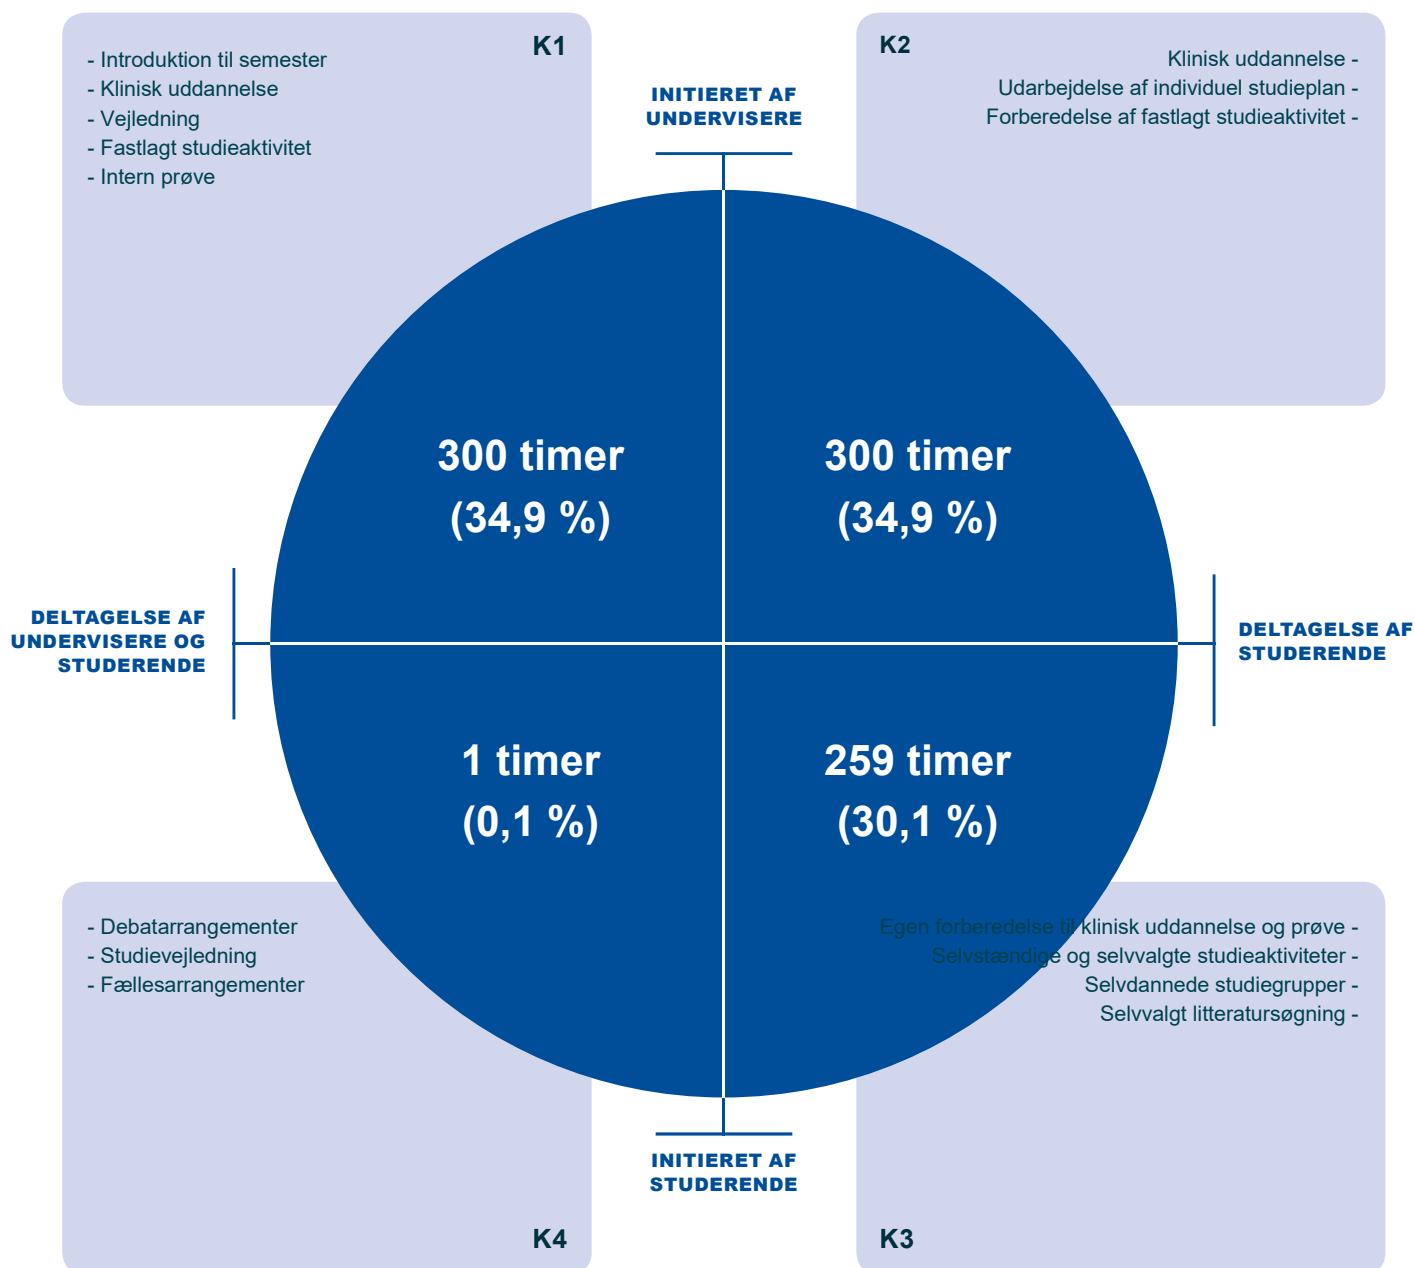 K1
- Introduktion til semester
- Klinisk uddannelse
- Vejledning
- Fastlagt studieaktivitet
- Intern prøve
INITIERET AF
UNDERVISERE
K2
Klinisk uddannelse -
Udarbejdelse af individuel studieplan -
Forberedelse af fastlagt studieaktivitet -
300 timer
(34,9 %)
300 timer
(34,9 %)
DELTAGELSE AF
UNDERVISERE OG
STUDERENDE
DELTAGELSE AF
STUDERENDE
1 timer
(0,1 %)
259 timer
(30,1 %)
- Debatarrangementer
- Studievejledning
- Fællesarrangementer
K4
Egen forberedelse til klinisk uddannelse og prøve -
Selvstændige og selvvalgte studieaktiviteter -
Selvdannede studiegrupper -
Selvvalgt litteratursøgning -
K3
INITIERET AF
STUDERENDE